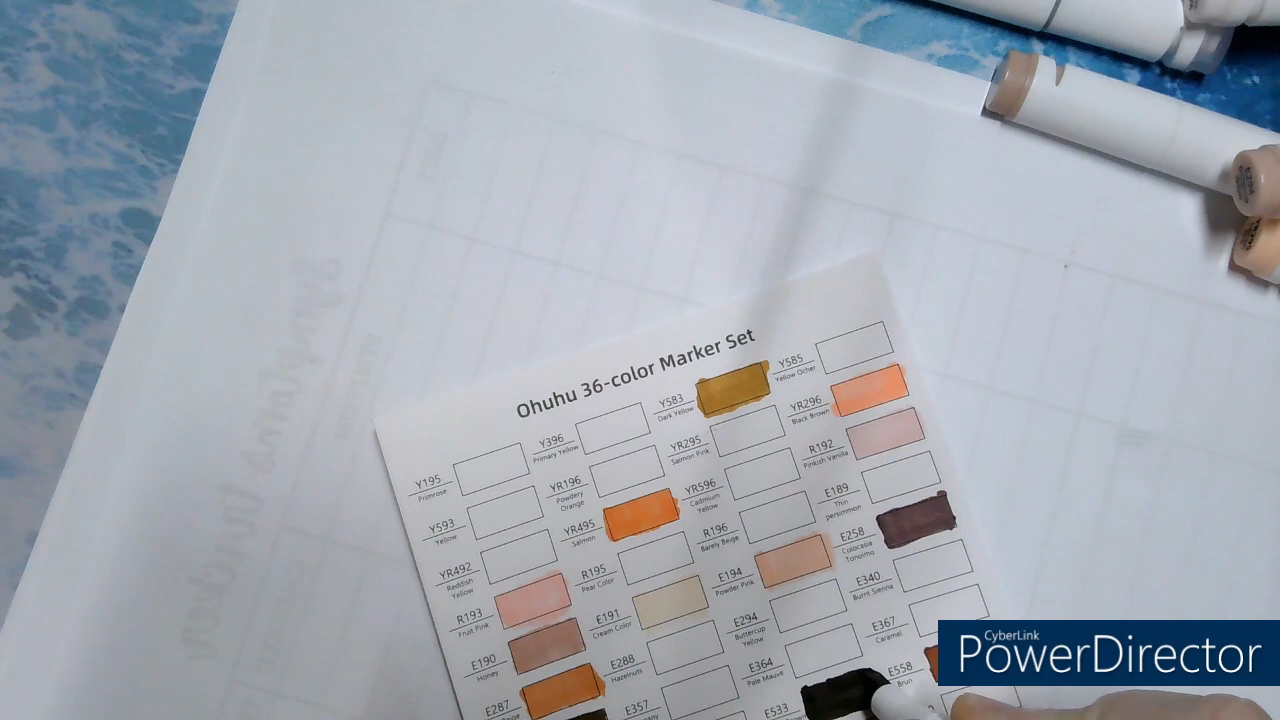 Ohuhu 36-color Marker Set
Y195
Primrose
Y396
Primary Yellow
Y583
Dark Yellow
Y585
Yellow Ocher
Y593
Yellow
YR196
Powdery
Orange
YR295
Salmon Pink
YR296
Black Brown
YR492
Reddish
Yellow
YR495
Salmon
YR596
Cadmium
Yellow
R192
Pinkish Vanilla
R193
Fruit Pink
R195
Pear Color
R196
Barely Beige
E189
Thin
persimmon
E190
Honey
E191
Cream Color
E194
Powder Pink
E258
Colocasia
Tonoimo
E287
E288
Hazelnuts
E294
Buttercup
Yellow
E340
Burnt Sienna
E357
E364
Pale Mauve
E367
Caramel
E533
E558
Brun
CyberLink
PowerDirector